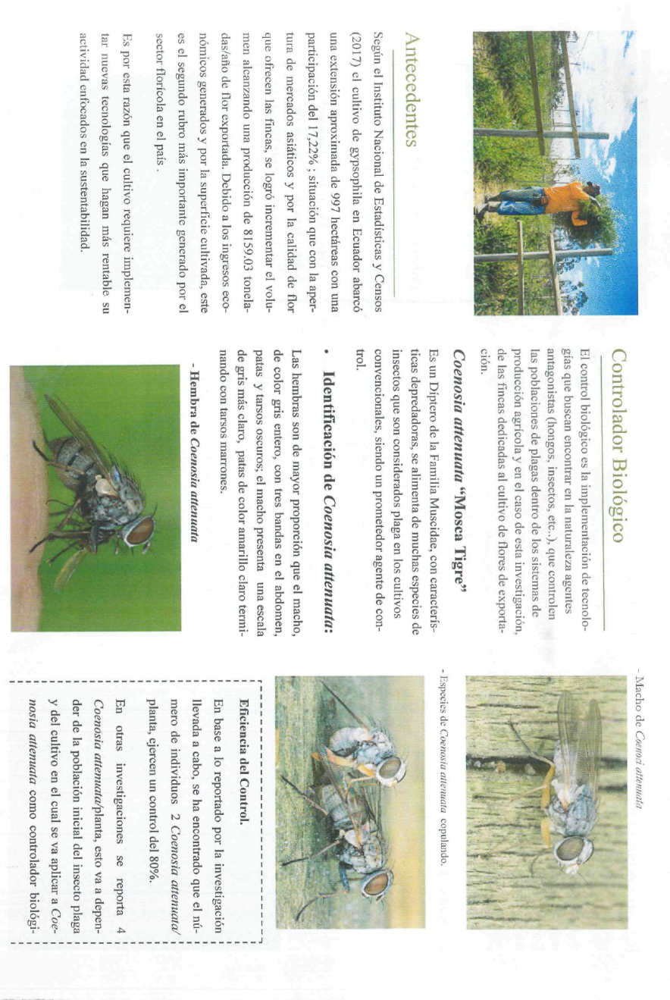 Antecedentes
Según el Instituto Nacional de Estadísticas y Censos
(2017) el cultivo de gypsophila en Ecuador abarcó
una extensión aproximada de 997 hectáreas con una
participación del 17,22% ; situación que con la aper-
tura de mercados asiáticos y por la calidad de flor
que ofrecen las fincas, se logró incrementar el volu-
men alcanzando una producción de 8159.03 tonela-
das/año de flor exportada. Debido a los ingresos eco-
nómicos generados y por la superficie cultivada, este
es el segundo rubro más importante generado por el
sector florícola en el país .
Es por esta razón que el cultivo requiere implemen-
tar nuevas tecnologías que hagan más rentable su
actividad enfocados en la sustentabilidad.
Controlador Biológico
El control biológico es la implementación de tecnolo-
gías que buscan encontrar en la naturaleza agentes
antagonistas (hongos, insectos, etc..), que controlen
las poblaciones de plagas dentro de los sistemas de
producción agrícola y en el caso de esta investigación,
de las fincas dedicadas al cultivo de flores de exporta-
ción.
Coenosia attenuata “Mosca Tigre”
Es un Díptero de la Familia Muscidae, con caracterís-
ticas depredadoras, se alimenta de muchas especies de
insectos que son considerados plaga en los cultivos
convencionales, siendo un prometedor agente de con-
trol.
• Identificación de Coenosia attenuata:
Las hembras son de mayor proporción que el macho,
de color gris entero, con tres bandas en el abdomen,
patas y tarsos oscuros; el macho presenta una escala
de gris más claro, patas de color amarillo claro termi-
nando con tarsos marrones.
- Hembra de Coenosia attenuata
- Macho de Coenoci attenuata
- Especies de Coenosia attenuata copulando.
Eficiencia del Control.
En base a lo reportado por la investigación
llevada a cabo, se ha encontrado que el nú-
mero de individuos 2 Coenosia attenuata/
planta, ejercen un control del 80%.
En otras investigaciones se reporta 4
Coenosia attenuata/planta, esto va a depen-
der de la población inicial del insecto plaga
y del cultivo en el cual se va aplicar a Coe-
nosia attenuata como controlador biológi-